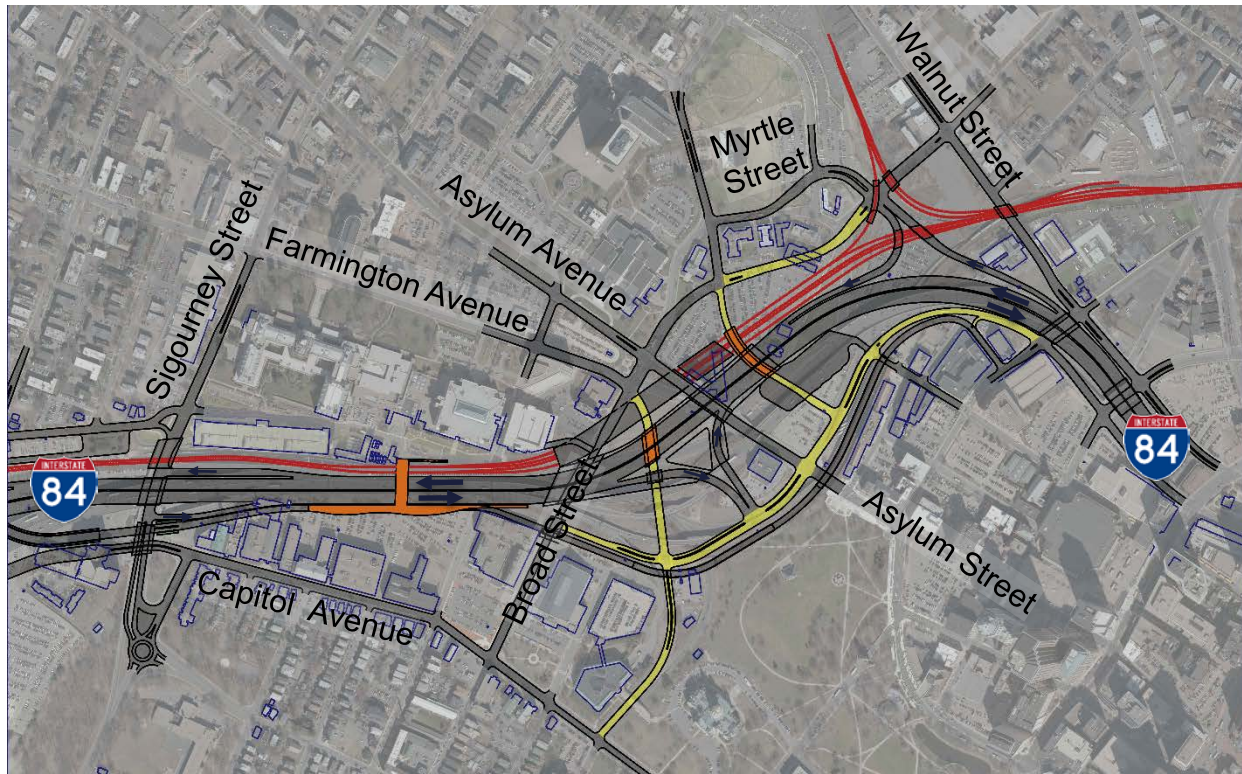 Walnut Street
Myrtle
Street
Asylum Avenue
Farmington Avenue
Sigourney Street
INTERSTATE
84
INTERSTATE
84
Broad Street
Asylum Street
Capitol Avenue